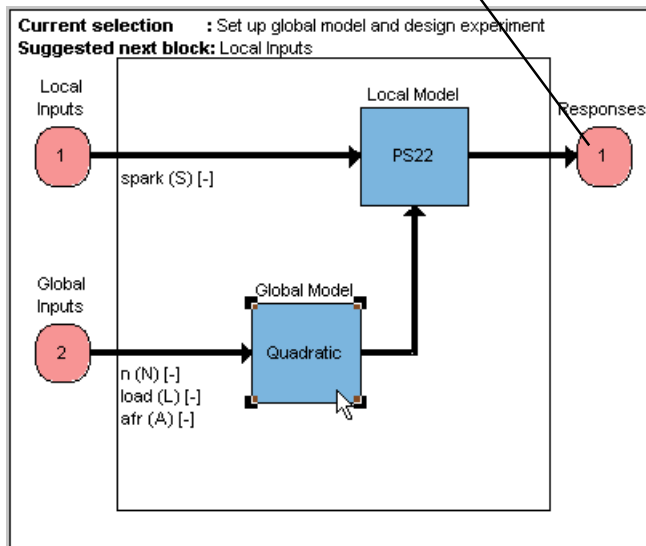 Current selection : Set up global model and design experiment
Suggested next block: Local Inputs
Local
Inputs
Local Model
Responses
1
PS22
1
spark (S) [-]
Global
Inputs
Global Model
2
Quadratic
n (N) [-]
load (L) [-]
afr (A) [-]